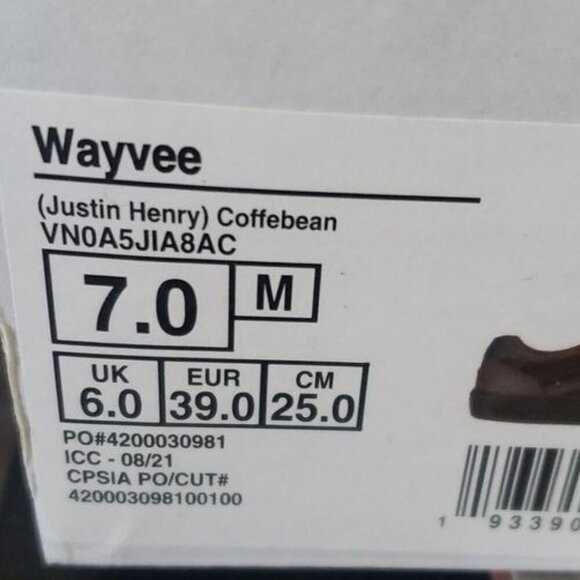 Wayvee
(Justin Henry) Coffebean
VN0A5JIA8AC
7.0 M
UK EUR CM
6.0 39.0 25.0
PO#4200030981
ICC - 08/21
CPSIA PO/CUT#
420003098100100
1 93390